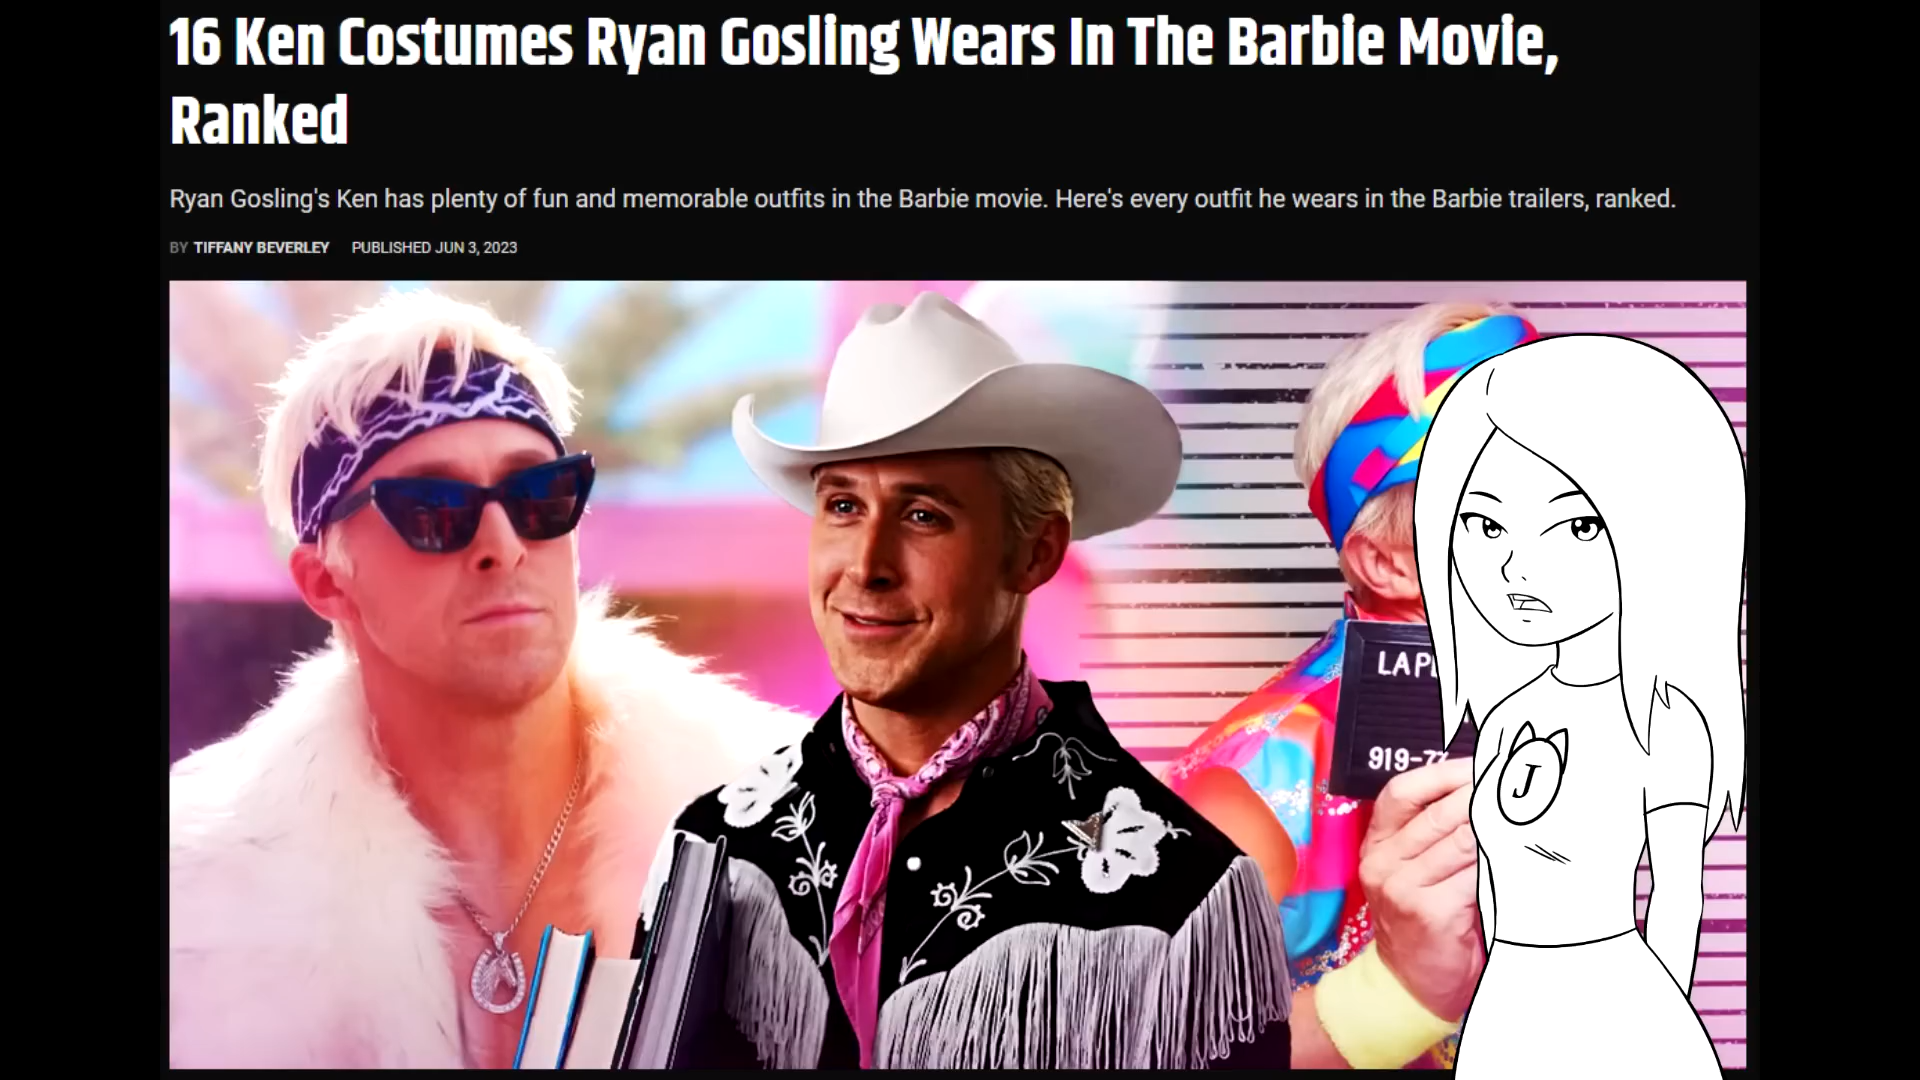 16 Ken Costumes Ryan Gosling Wears In The Barbie Movie,
Ranked
Ryan Gosling's Ken has plenty of fun and memorable outfits in the Barbie movie. Here's every outfit he wears in the Barbie trailers, ranked.
BY TIFFANY BEVERLEY PUBLISHED JUN 3, 2023
J